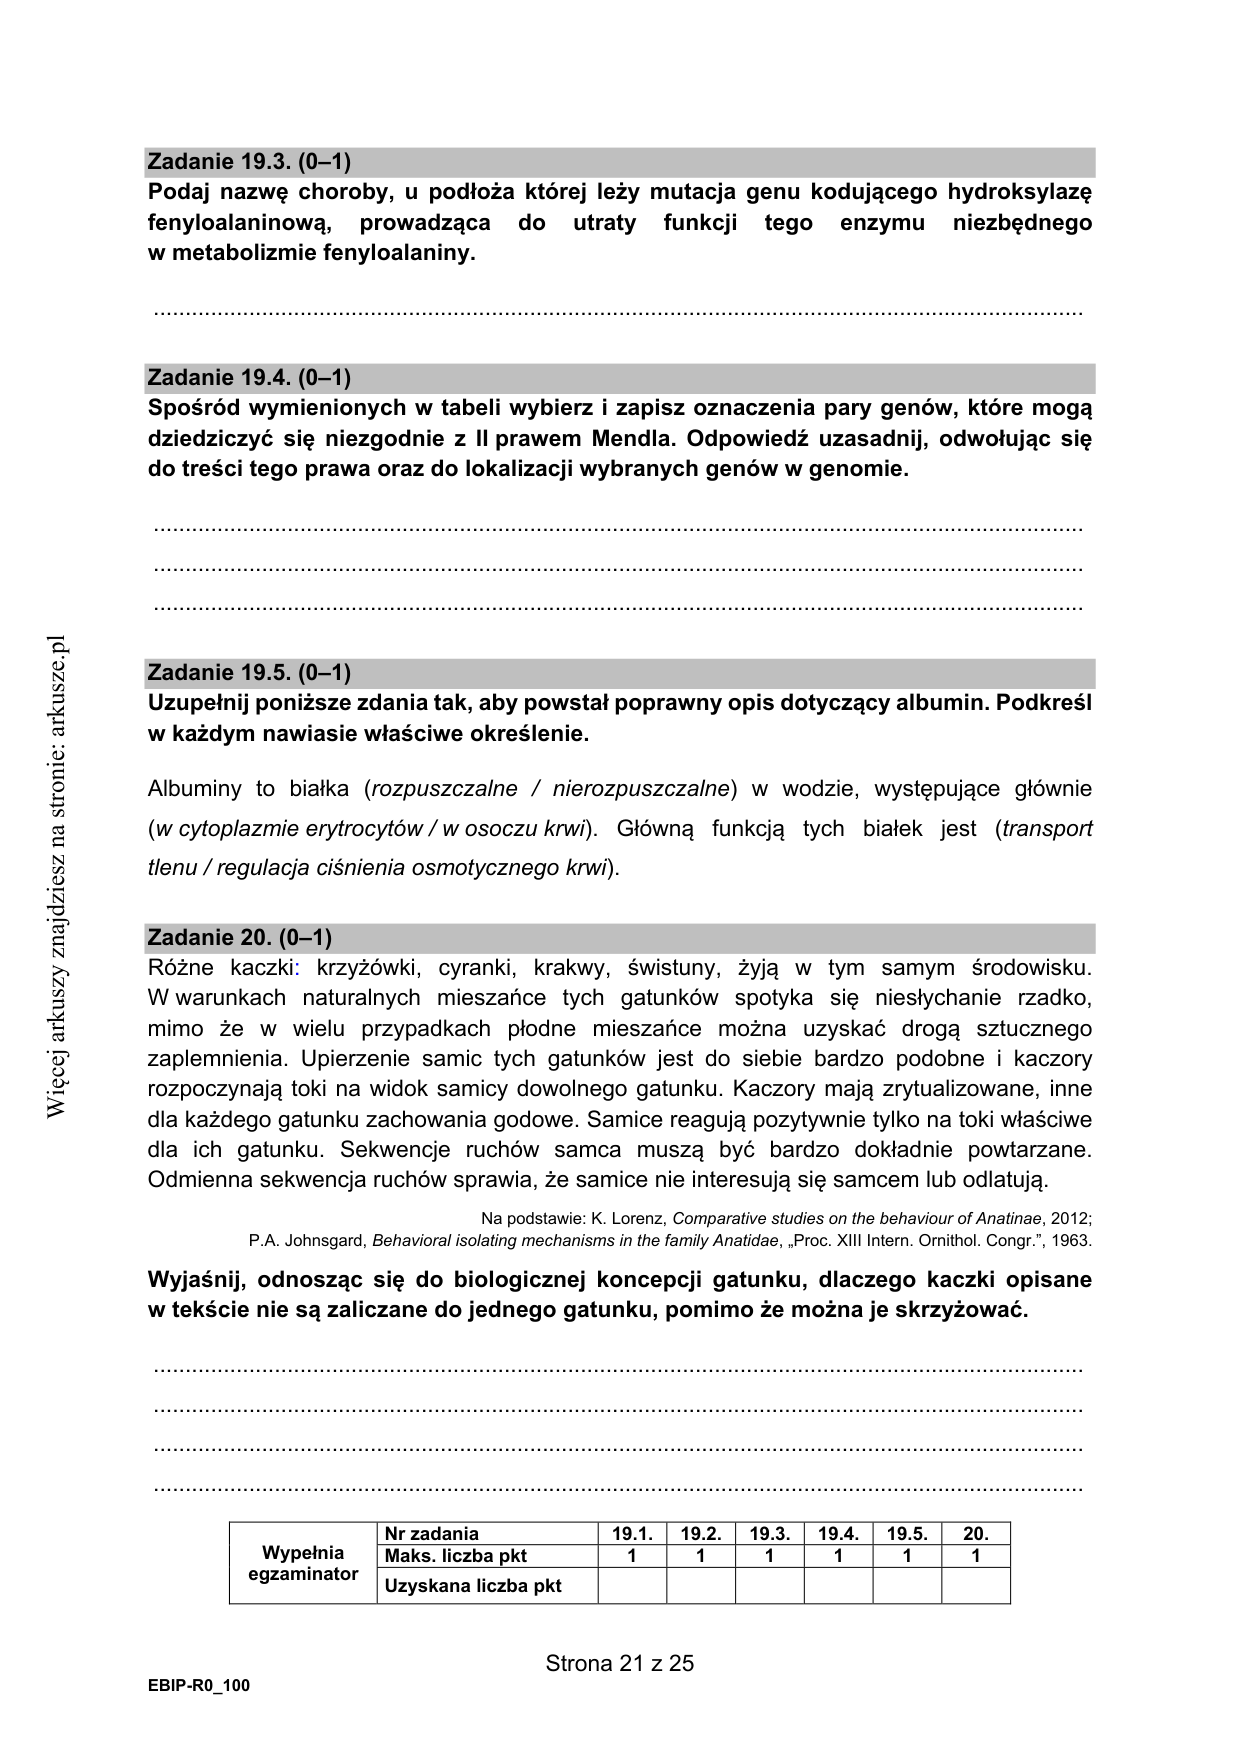 Zadanie 19.3. (0–1)
Podaj nazwę choroby, u podłoża której leży mutacja genu kodującego hydroksylazę
fenyloalaninową, prowadząca do utraty funkcji tego enzymu niezbędnego
w metabolizmie fenyloalaniny.
....................................................................................................................................................
Zadanie 19.4. (0–1)
Spośród wymienionych w tabeli wybierz i zapisz oznaczenia pary genów, które mogą
dziedziczyć się niezgodnie z II prawem Mendla. Odpowiedź uzasadnij, odwołując się
do treści tego prawa oraz do lokalizacji wybranych genów w genomie.
....................................................................................................................................................
....................................................................................................................................................
....................................................................................................................................................
Zadanie 19.5. (0–1)
Uzupełnij poniższe zdania tak, aby powstał poprawny opis dotyczący albumin. Podkreśl
w każdym nawiasie właściwe określenie.
Albuminy to białka (rozpuszczalne / nierozpuszczalne) w wodzie, występujące głównie
(w cytoplazmie erytrocytów / w osoczu krwi). Główną funkcją tych białek jest (transport
tlenu / regulacja ciśnienia osmotycznego krwi).
Zadanie 20. (0–1)
Różne kaczki: krzyżówki, cyranki, krakwy, świstuny, żyją w tym samym środowisku.
W warunkach naturalnych mieszańce tych gatunków spotyka się niesłychanie rzadko,
mimo że w wielu przypadkach płodne mieszańce można uzyskać drogą sztucznego
zaplemnienia. Upierzenie samic tych gatunków jest do siebie bardzo podobne i kaczory
rozpoczynają toki na widok samicy dowolnego gatunku. Kaczory mają zrytualizowane, inne
dla każdego gatunku zachowania godowe. Samice reagują pozytywnie tylko na toki właściwe
dla ich gatunku. Sekwencje ruchów samca muszą być bardzo dokładnie powtarzane.
Odmienna sekwencja ruchów sprawia, że samice nie interesują się samcem lub odlatują.
Na podstawie: K. Lorenz, Comparative studies on the behaviour of Anatinae, 2012;
P.A. Johnsgard, Behavioral isolating mechanisms in the family Anatidae, „Proc. XIII Intern. Ornithol. Congr.”, 1963.
Wyjaśnij, odnosząc się do biologicznej koncepcji gatunku, dlaczego kaczki opisane
w tekście nie są zaliczane do jednego gatunku, pomimo że można je skrzyżować.
....................................................................................................................................................
....................................................................................................................................................
....................................................................................................................................................
....................................................................................................................................................
Wypełnia egzaminator
Nr zadania 19.1. 19.2. 19.3. 19.4. 19.5. 20.
Maks. liczba pkt 1 1 1 1 1 1
Uzyskana liczba pkt
Strona 21 z 25
EBIP-R0_100
Więcej arkuszy znajdziesz na stronie: arkusze.pl